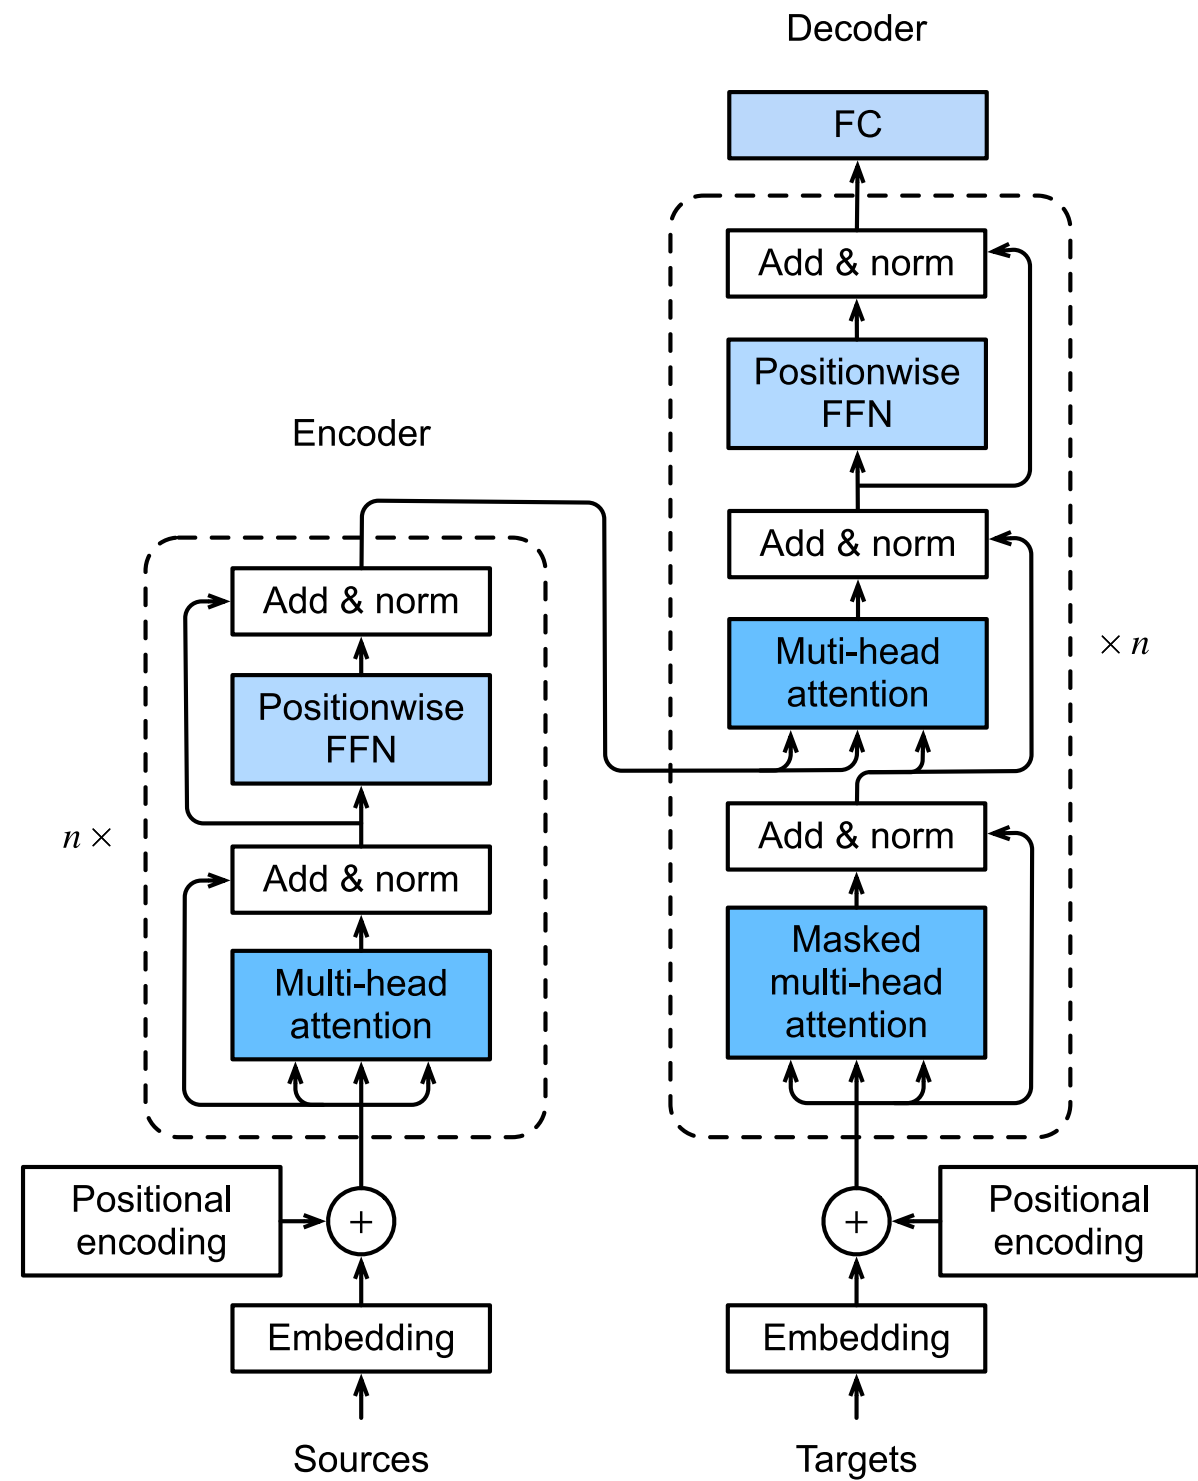 Decoder
FC
Add & norm
Positionwise
FFN
Add & norm
Muti-head
attention
× n
Add & norm
Masked
multi-head
attention
Positional
encoding
+
Embedding
Targets
Encoder
Add & norm
Positionwise
FFN
n ×
Add & norm
Multi-head
attention
Positional
encoding
+
Embedding
Sources